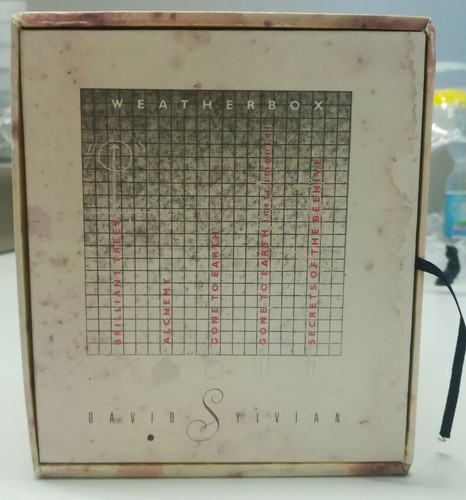 WEATHERBOX
BRILLIANT TREES
ALCHEMY
GONE TO EARTH
GONE TO EARTH instrumental
SECRETS OF THE BEEHIVE
DAVID SYLVIAN